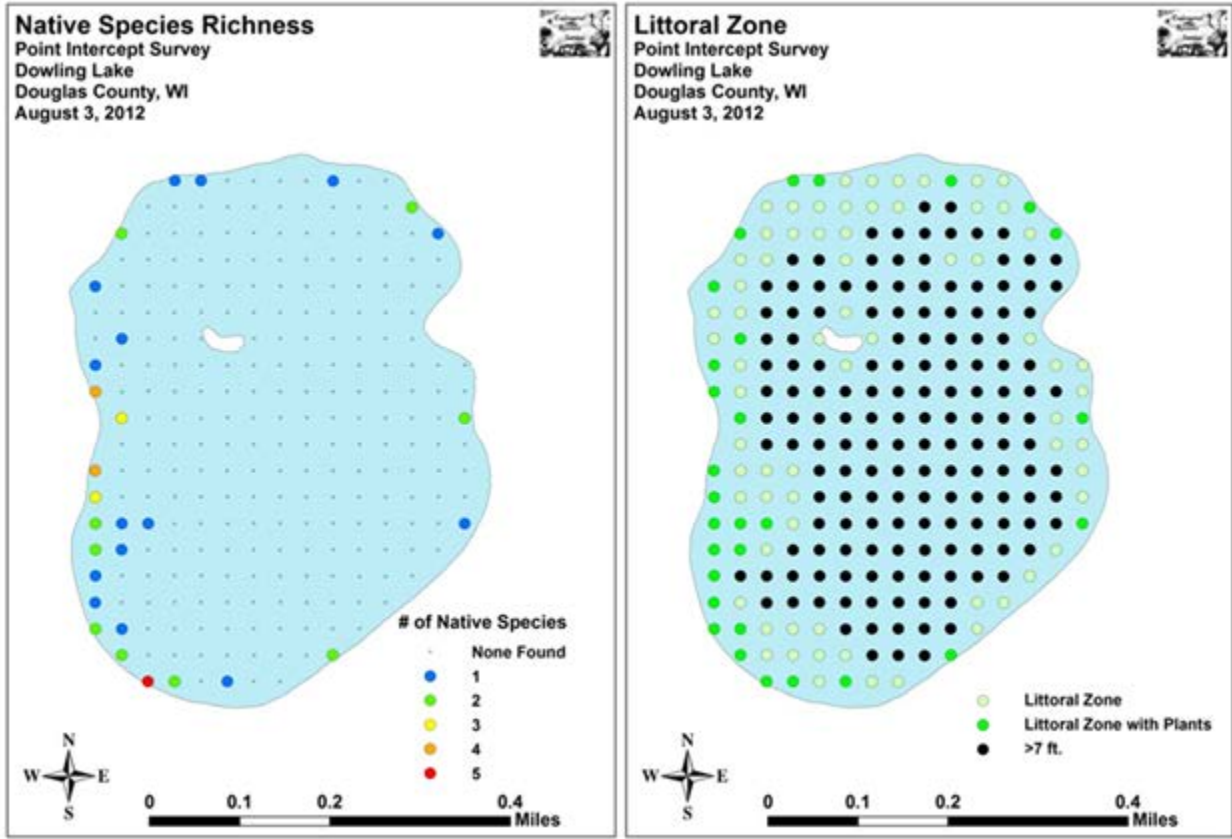 Native Species Richness
Point Intercept Survey
Dowling Lake
Douglas County, WI
August 3, 2012
# of Native Species
None Found
1
2
3
4
5
N
W E
S
0 0.1 0.2 0.4
Miles
Littoral Zone
Point Intercept Survey
Dowling Lake
Douglas County, WI
August 3, 2012
Littoral Zone
Littoral Zone with Plants
>7 ft.
N
W E
S
0 0.1 0.2 0.4
Miles